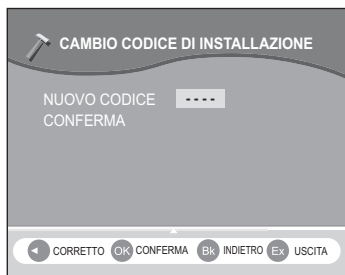 CAMBIO CODICE DI INSTALLAZIONE
NUOVO CODICE - - - -
CONFERMA
CORRETTO OK CONFERMA Bk INDIETRO Ex USCITA